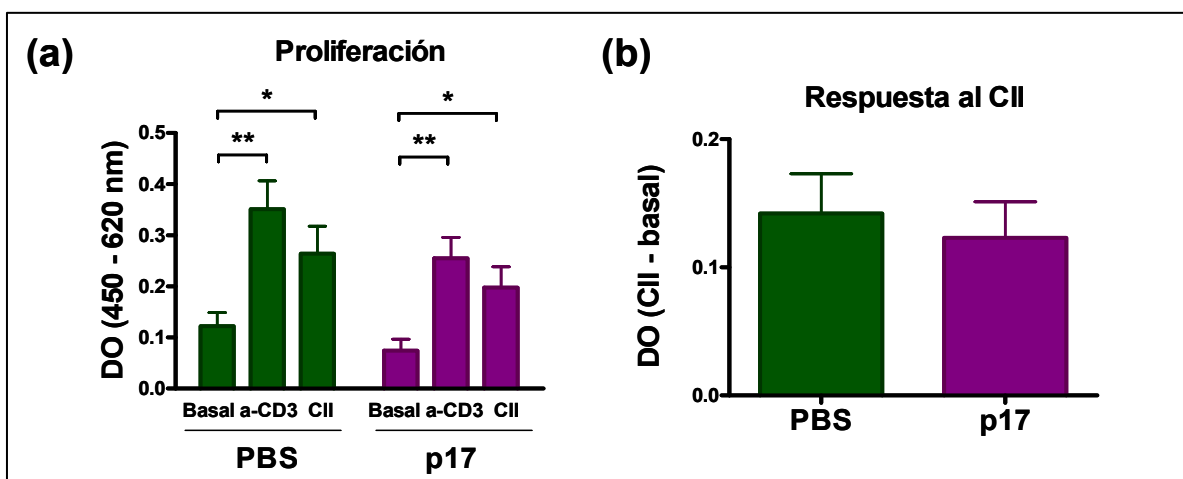 (a)
Proliferación
*
*
**
**
0.5
0.4
0.3
0.2
0.1
0.0
DO (450 - 620 nm)
Basal a-CD3 CII
Basal a-CD3 CII
PBS
p17
(b)
Respuesta al CII
0.2
0.1
0.0
DO (CII - basal)
PBS
p17